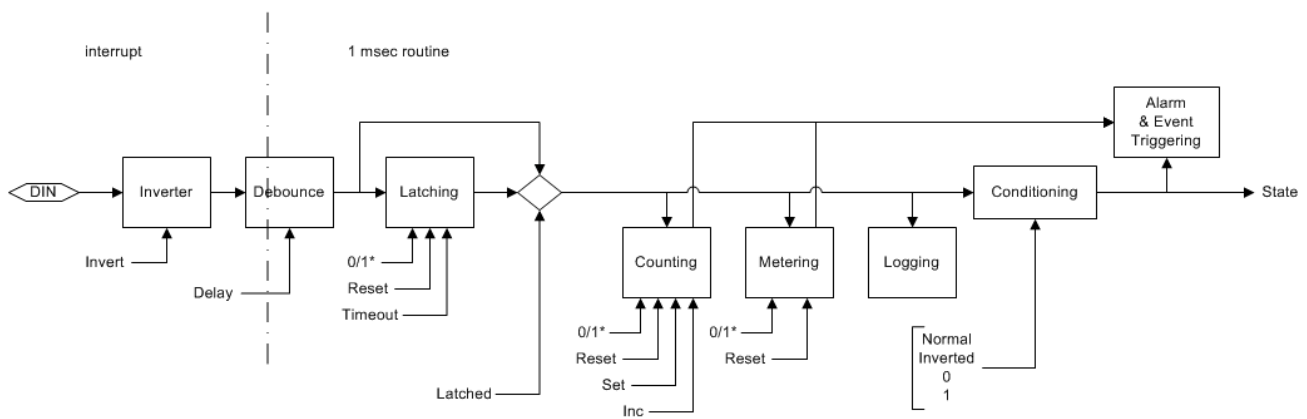 interrupt
1 msec routine
Alarm
& Event
Triggering
DIN
Inverter
Debounce
Latching
Conditioning
State
Invert
Delay
0/1*
Reset
Timeout
Latched
Counting
Metering
Logging
0/1*
Reset
Set
Inc
0/1*
Reset
Normal
Inverted
0
1